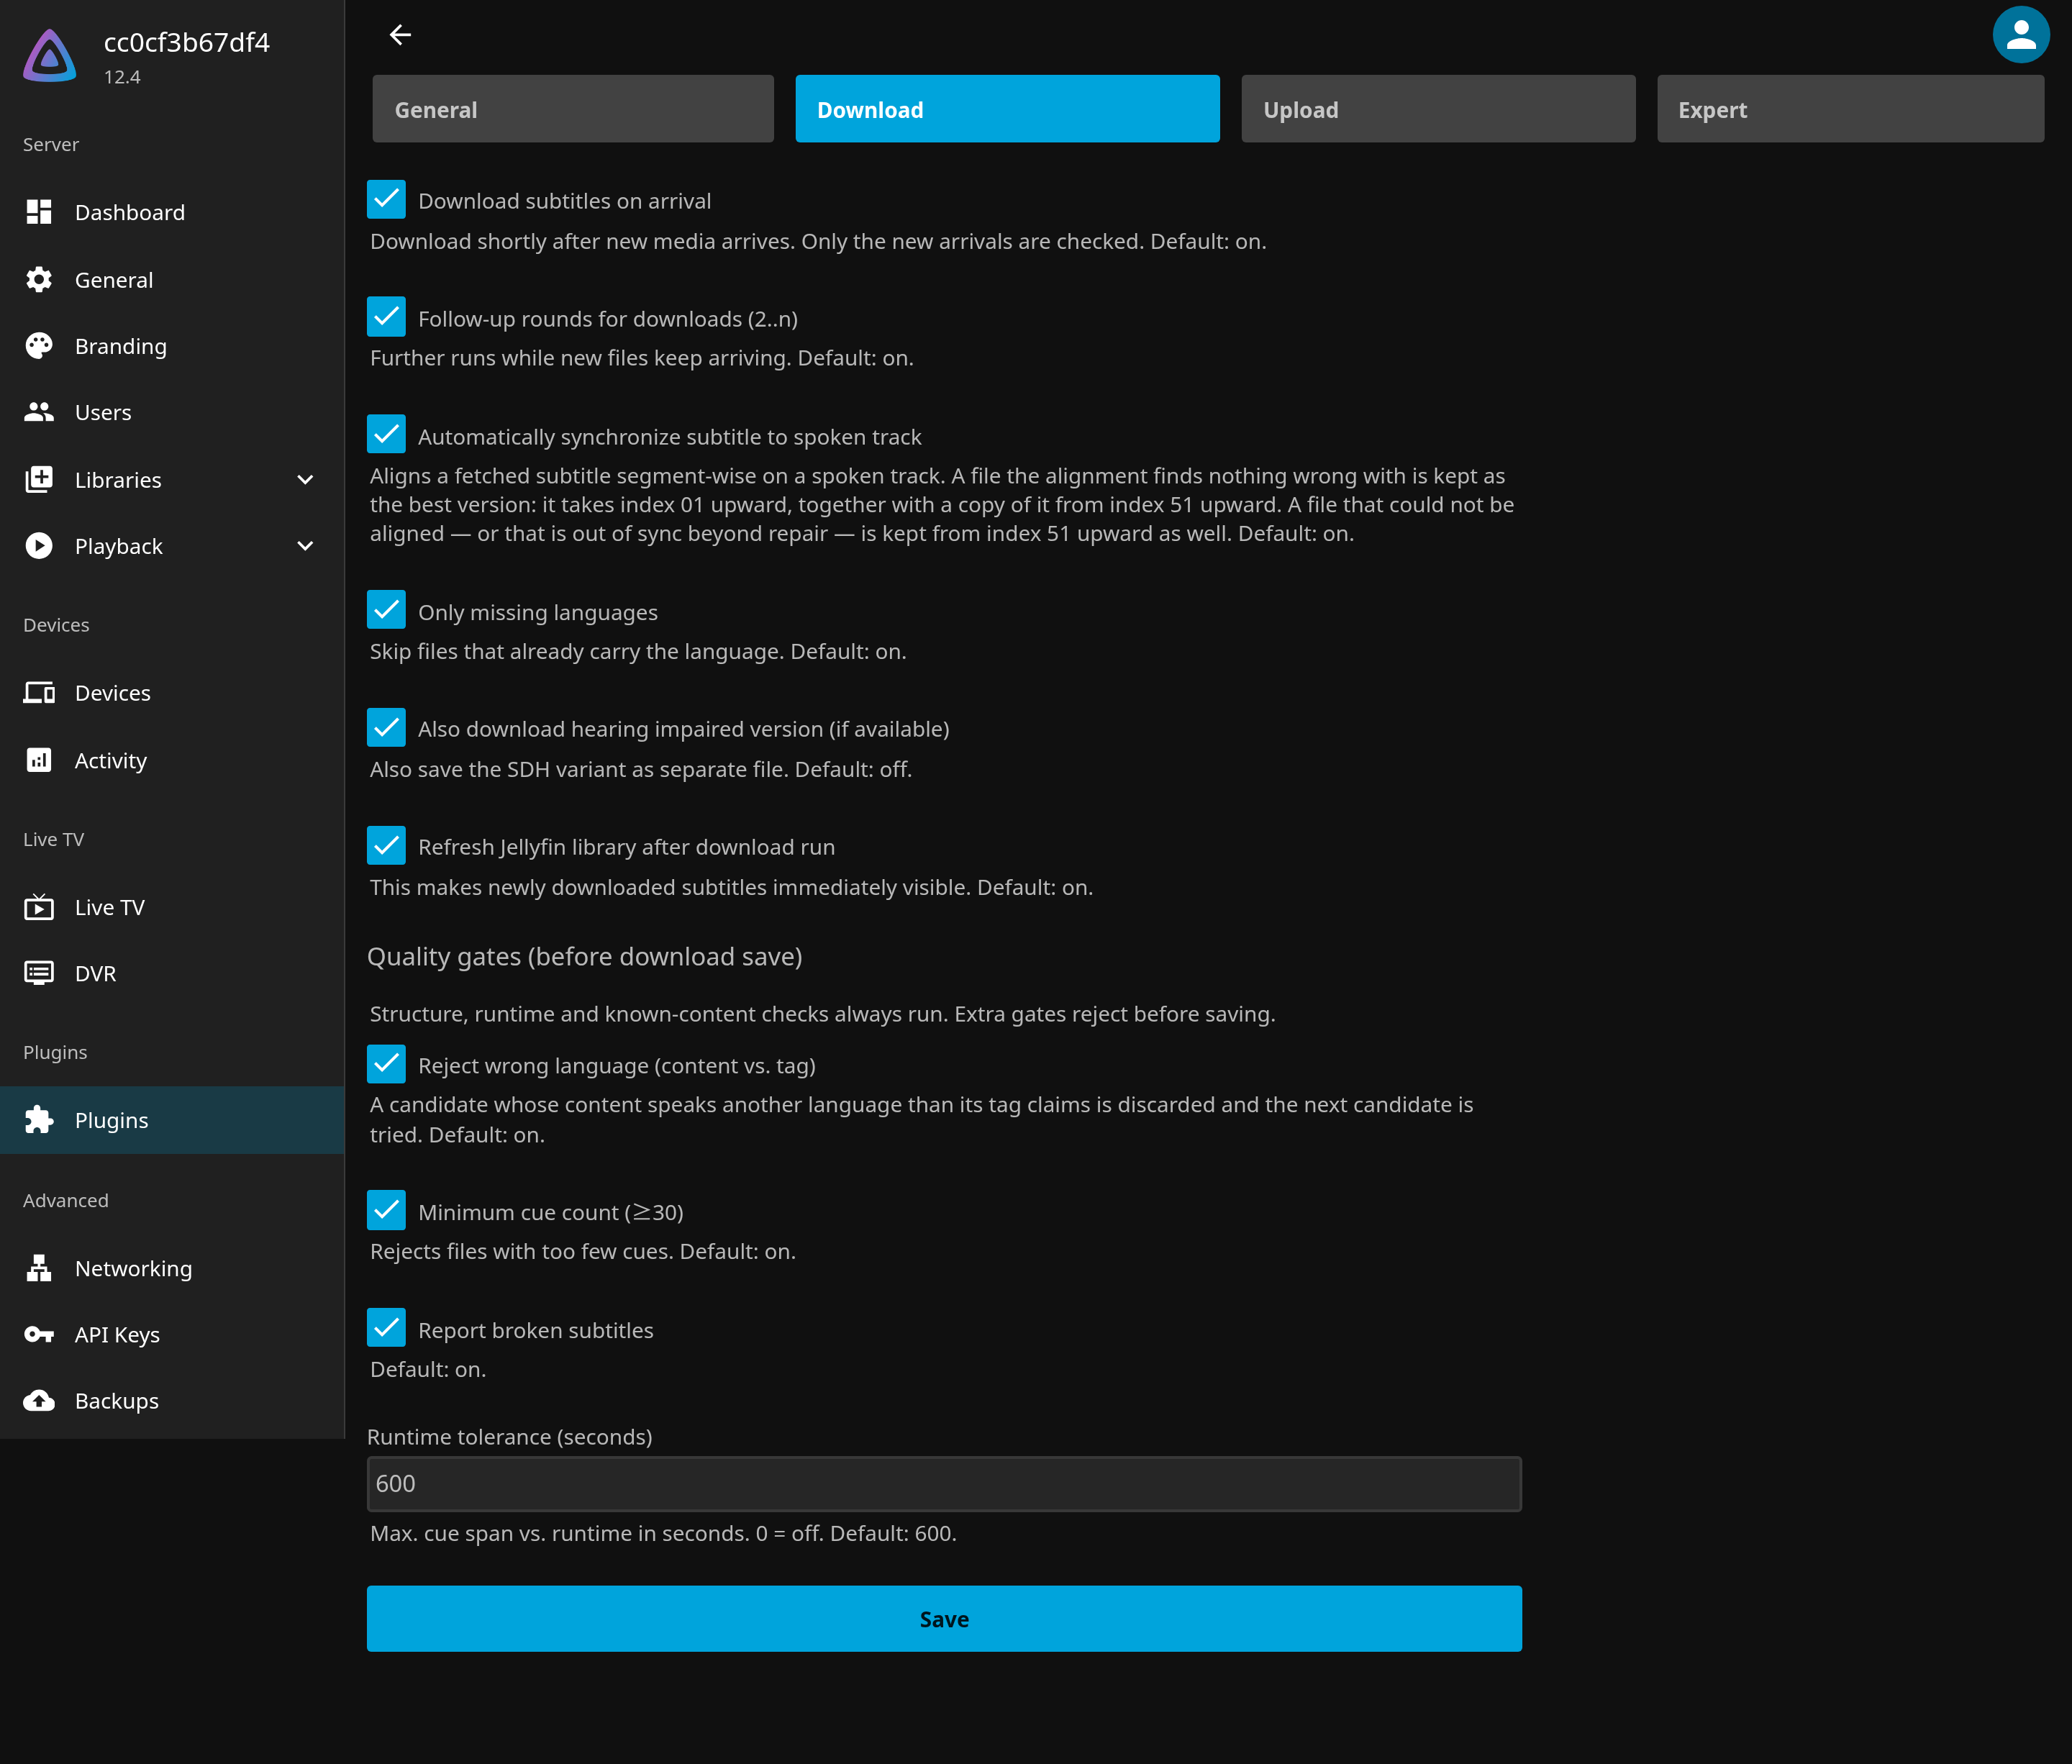 cc0cf3b67df4
12.4
Server
Dashboard
General
Branding
Users
Libraries
Playback
Devices
Devices
Activity
Live TV
Live TV
DVR
Plugins
Plugins
Advanced
Networking
API Keys
Backups
General
Download
Upload
Expert
Download subtitles on arrival
Download shortly after new media arrives. Only the new arrivals are checked. Default: on.
Follow-up rounds for downloads (2..n)
Further runs while new files keep arriving. Default: on.
Automatically synchronize subtitle to spoken track
Aligns a fetched subtitle segment-wise on a spoken track. A file the alignment finds nothing wrong with is kept as
the best version: it takes index 01 upward, together with a copy of it from index 51 upward. A file that could not be
aligned — or that is out of sync beyond repair — is kept from index 51 upward as well. Default: on.
Only missing languages
Skip files that already carry the language. Default: on.
Also download hearing impaired version (if available)
Also save the SDH variant as separate file. Default: off.
Refresh Jellyfin library after download run
This makes newly downloaded subtitles immediately visible. Default: on.
Quality gates (before download save)
Structure, runtime and known-content checks always run. Extra gates reject before saving.
Reject wrong language (content vs. tag)
A candidate whose content speaks another language than its tag claims is discarded and the next candidate is
tried. Default: on.
Minimum cue count (≥30)
Rejects files with too few cues. Default: on.
Report broken subtitles
Default: on.
Runtime tolerance (seconds)
600
Max. cue span vs. runtime in seconds. 0 = off. Default: 600.
Save